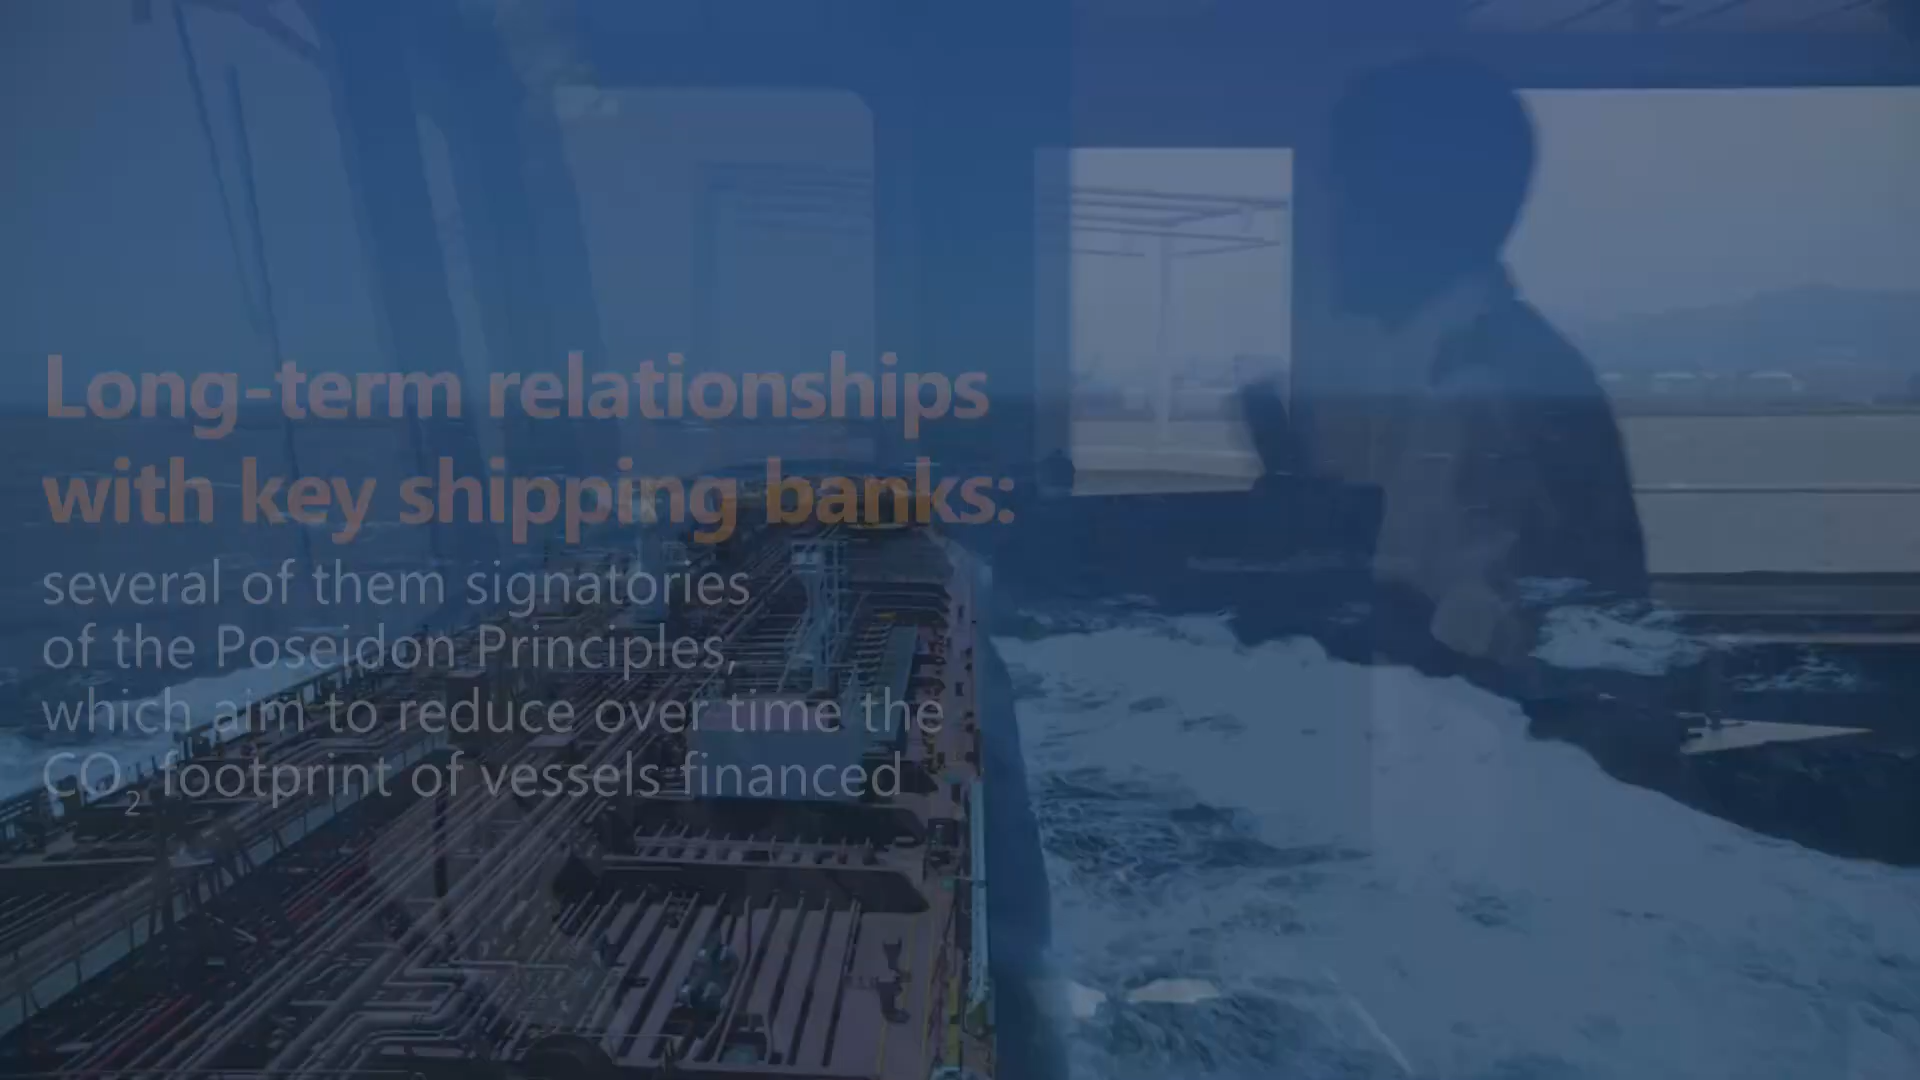 Long-term relationships
with key shipping banks:
several of them signatories
of the Poseidon Principles,
which aim to reduce over time the
CO₂ footprint of vessels financed